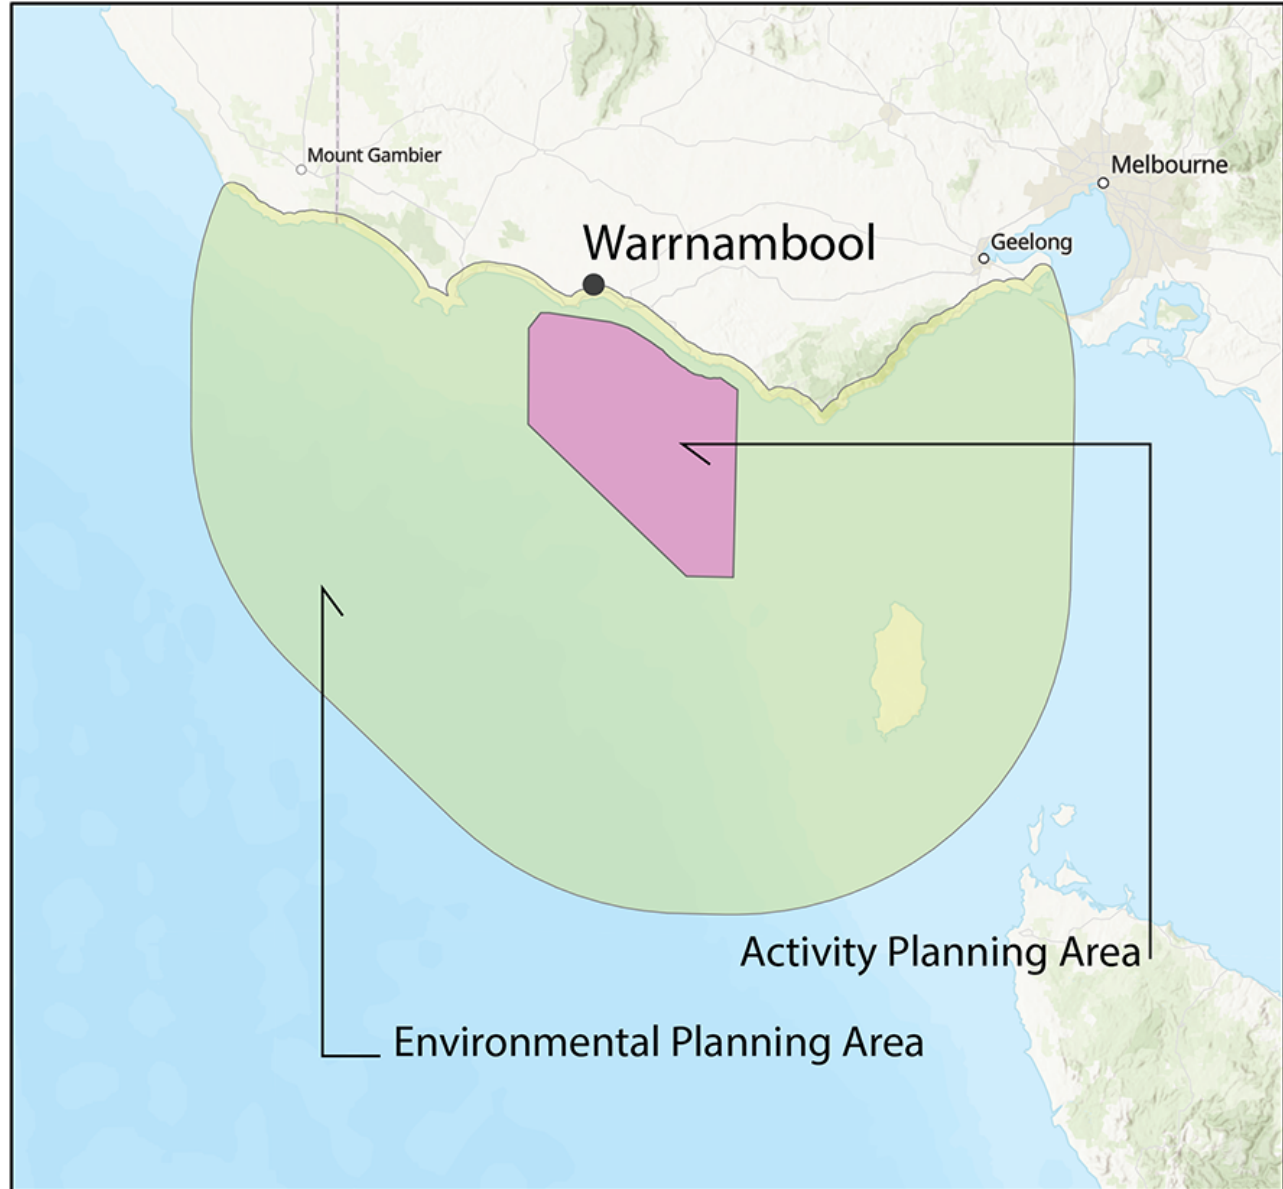 Mount Gambier
Melbourne
Warrnambool
Geelong
Activity Planning Area
Environmental Planning Area